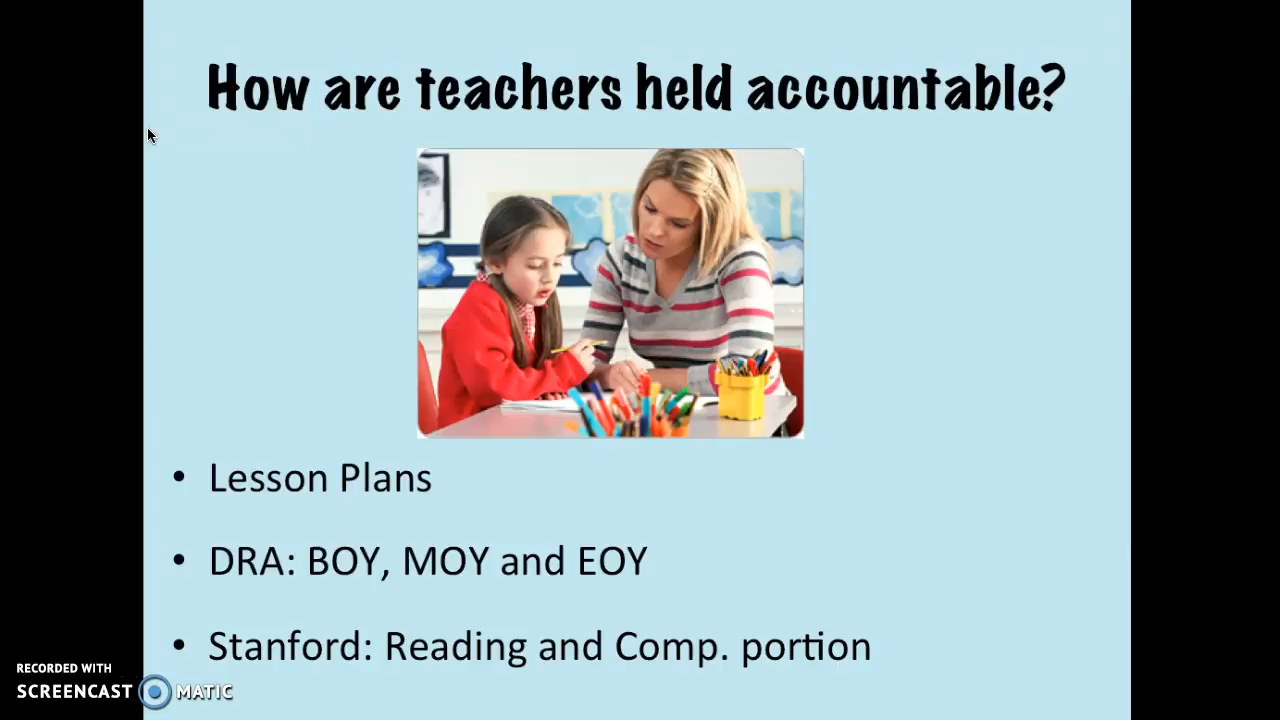 How are teachers held accountable?
• Lesson Plans
• DRA: BOY, MOY and EOY
• Stanford: Reading and Comp. portion
RECORDED WITH
SCREENCAST MATIC